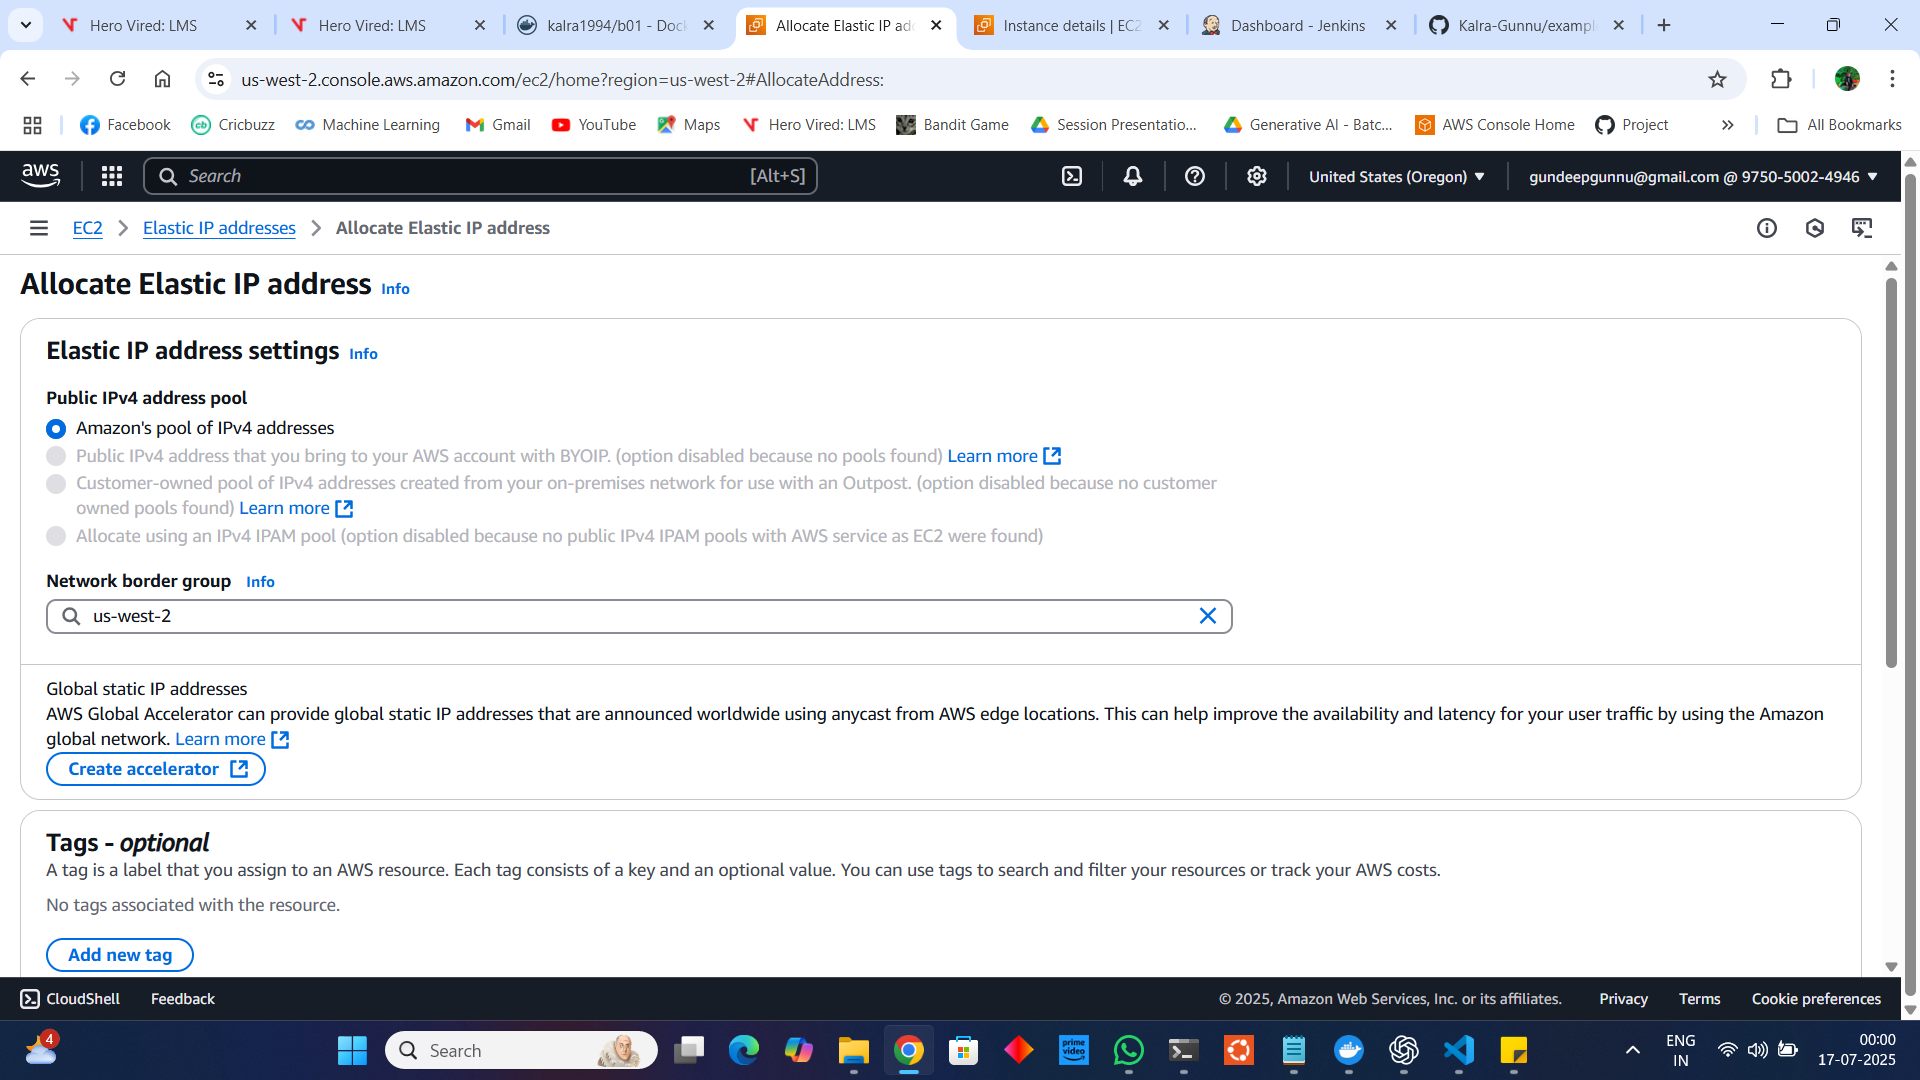 Hero Vired: LMS
Hero Vired: LMS
kalra1994/b01 - Dock
Allocate Elastic IP add
Instance details | EC2
Dashboard - Jenkins
Kalra-Gunnu/exampl
us-west-2.console.aws.amazon.com/ec2/home?region=us-west-2#AllocateAddress:
Facebook
Cricbuzz
Machine Learning
Gmail
YouTube
Maps
Hero Vired: LMS
Bandit Game
Session Presentatio...
Generative AI - Batc...
AWS Console Home
Project
All Bookmarks
aws
Search
[Alt+S]
United States (Oregon)
gundeepgunnu@gmail.com @ 9750-5002-4946
EC2
Elastic IP addresses
Allocate Elastic IP address
Allocate Elastic IP address Info
Elastic IP address settings Info
Public IPv4 address pool
Amazon's pool of IPv4 addresses
Public IPv4 address that you bring to your AWS account with BYOIP. (option disabled because no pools found) Learn more
Customer-owned pool of IPv4 addresses created from your on-premises network for use with an Outpost. (option disabled because no customer
owned pools found) Learn more
Allocate using an IPv4 IPAM pool (option disabled because no public IPv4 IPAM pools with AWS service as EC2 were found)
Network border group Info
us-west-2
Global static IP addresses
AWS Global Accelerator can provide global static IP addresses that are announced worldwide using anycast from AWS edge locations. This can help improve the availability and latency for your user traffic by using the Amazon
global network. Learn more
Create accelerator
Tags - optional
A tag is a label that you assign to an AWS resource. Each tag consists of a key and an optional value. You can use tags to search and filter your resources or track your AWS costs.
No tags associated with the resource.
Add new tag
CloudShell
Feedback
© 2025, Amazon Web Services, Inc. or its affiliates.
Privacy
Terms
Cookie preferences
4
Search
prime video
ENG
IN
00:00
17-07-2025